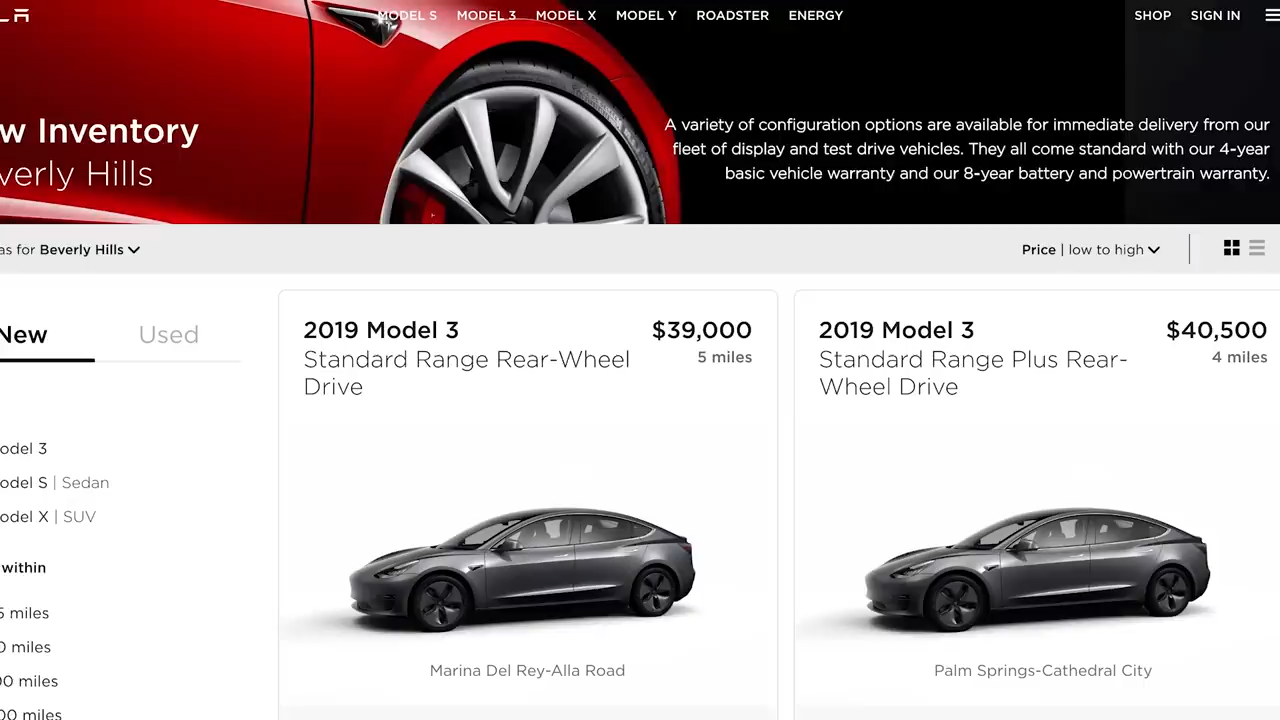 MODEL S MODEL 3 MODEL X MODEL Y ROADSTER ENERGY SHOP SIGN IN
w Inventory
verly Hills
A variety of configuration options are available for immediate delivery from our
fleet of display and test drive vehicles. They all come standard with our 4-year
basic vehicle warranty and our 8-year battery and powertrain warranty.
as for Beverly Hills
Price | low to high
New Used
odel 3
odel S | Sedan
odel X | SUV
within
5 miles
0 miles
00 miles
00 miles
2019 Model 3 $39,000
Standard Range Rear-Wheel 5 miles
Drive
Marina Del Rey-Alla Road
2019 Model 3 $40,500
Standard Range Plus Rear- 4 miles
Wheel Drive
Palm Springs-Cathedral City